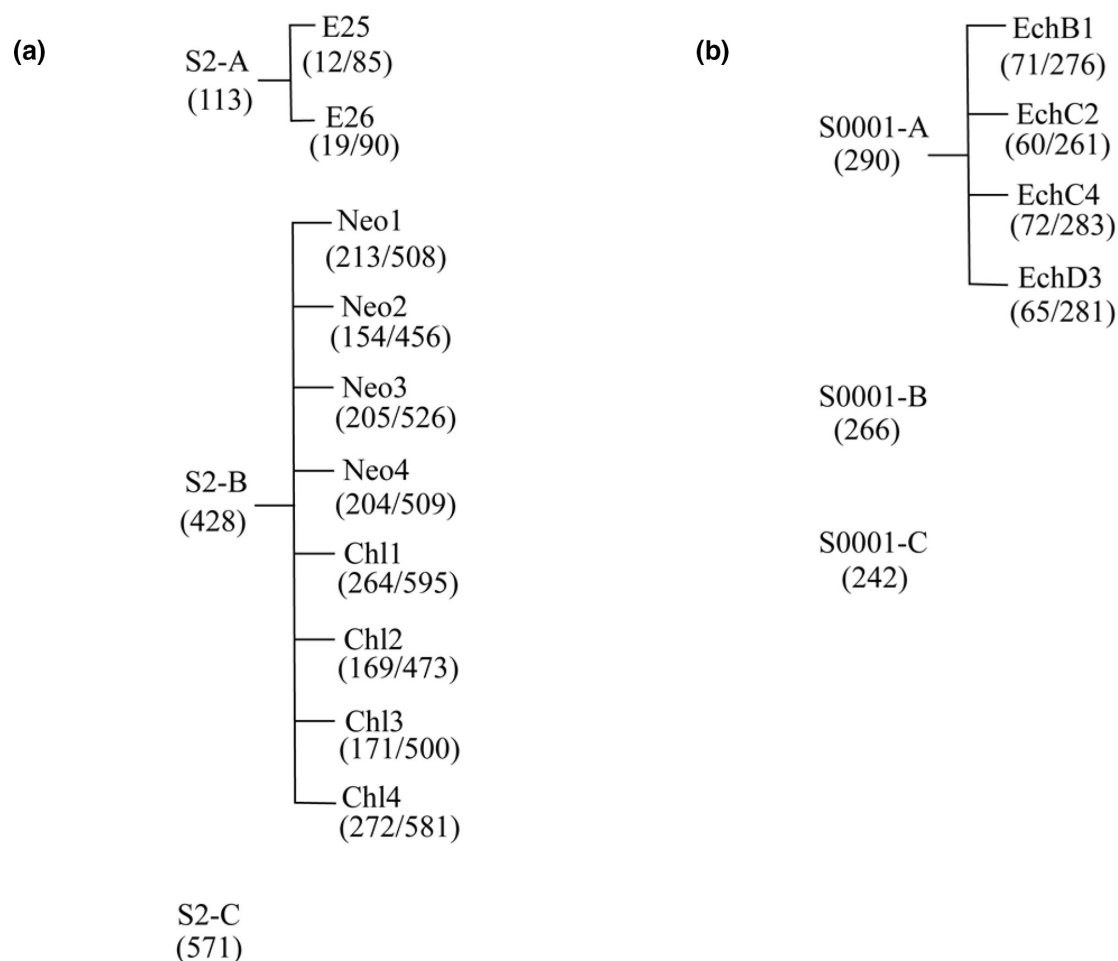 (a)
S2-A
(113)
E25
(12/85)
E26
(19/90)
S2-B
(428)
Neo1
(213/508)
Neo2
(154/456)
Neo3
(205/526)
Neo4
(204/509)
Chl1
(264/595)
Chl2
(169/473)
Chl3
(171/500)
Chl4
(272/581)
S2-C
(571)
(b)
S0001-A
(290)
EchB1
(71/276)
EchC2
(60/261)
EchC4
(72/283)
EchD3
(65/281)
S0001-B
(266)
S0001-C
(242)